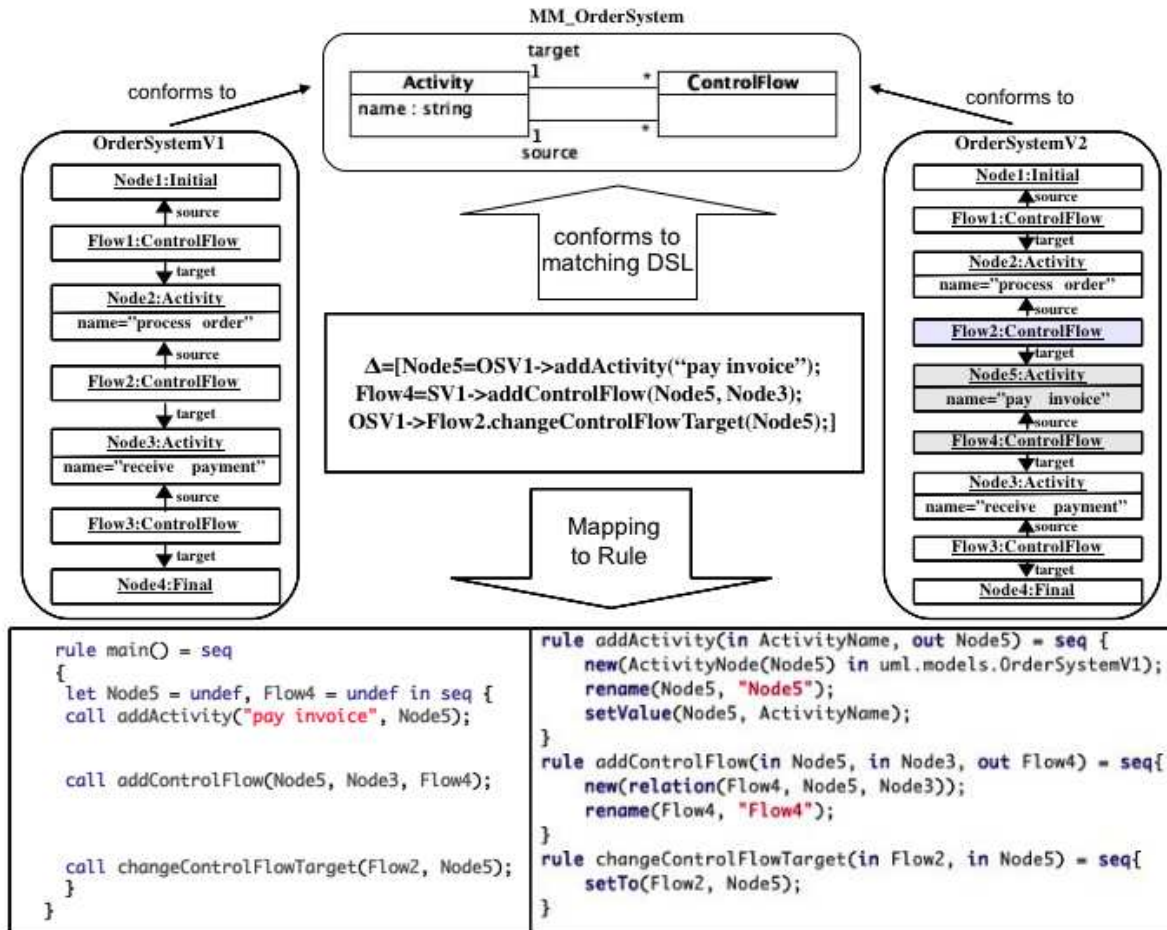 MM_OrderSystem
target
1
*
Activity
ControlFlow
name : string
1
*
source
conforms to
conforms to
OrderSystemV1
Node1:Initial
source
Flow1:ControlFlow
target
Node2:Activity
name="process order"
source
Flow2:ControlFlow
target
Node3:Activity
name="receive payment"
source
Flow3:ControlFlow
target
Node4:Final
conforms to
matching DSL
Δ=[Node5=OSV1->addActivity(“pay invoice”);
Flow4=SV1->addControlFlow(Node5, Node3);
OSV1->Flow2.changeControlFlowTarget(Node5);]
Mapping
to Rule
OrderSystemV2
Node1:Initial
source
Flow1:ControlFlow
target
Node2:Activity
name="process order"
source
Flow2:ControlFlow
target
Node5:Activity
name="pay invoice"
source
Flow4:ControlFlow
target
Node3:Activity
name="receive payment"
source
Flow3:ControlFlow
target
Node4:Final
rule main() = seq
{
let Node5 = undef, Flow4 = undef in seq {
call addActivity("pay invoice", Node5);
call addControlFlow(Node5, Node3, Flow4);
call changeControlFlowTarget(Flow2, Node5);
}
}
rule addActivity(in ActivityName, out Node5) = seq {
new(ActivityNode(Node5) in uml.models.OrderSystemV1);
rename(Node5, "Node5");
setValue(Node5, ActivityName);
}
rule addControlFlow(in Node5, in Node3, out Flow4) = seq{
new(relation(Flow4, Node5, Node3));
rename(Flow4, "Flow4");
}
rule changeControlFlowTarget(in Flow2, in Node5) = seq{
setTo(Flow2, Node5);
}